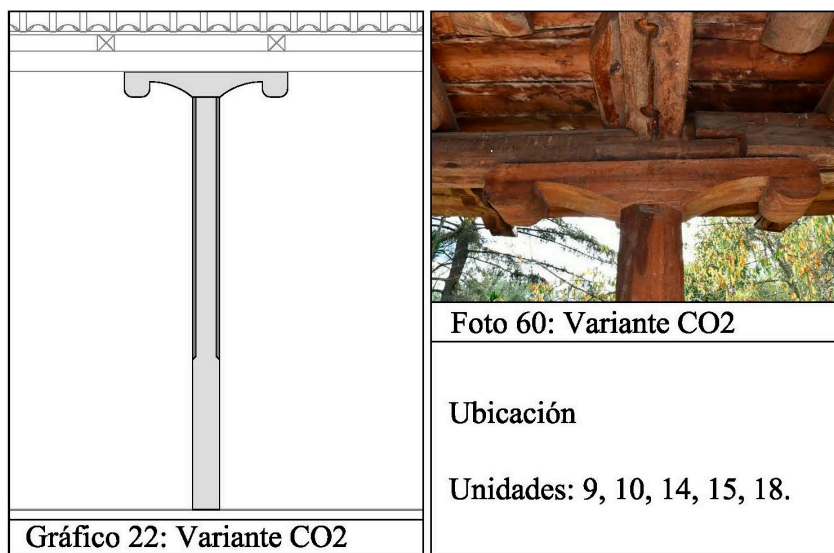 Foto 60: Variante CO2
Ubicación
Unidades: 9, 10, 14, 15, 18.
Gráfico 22: Variante CO2